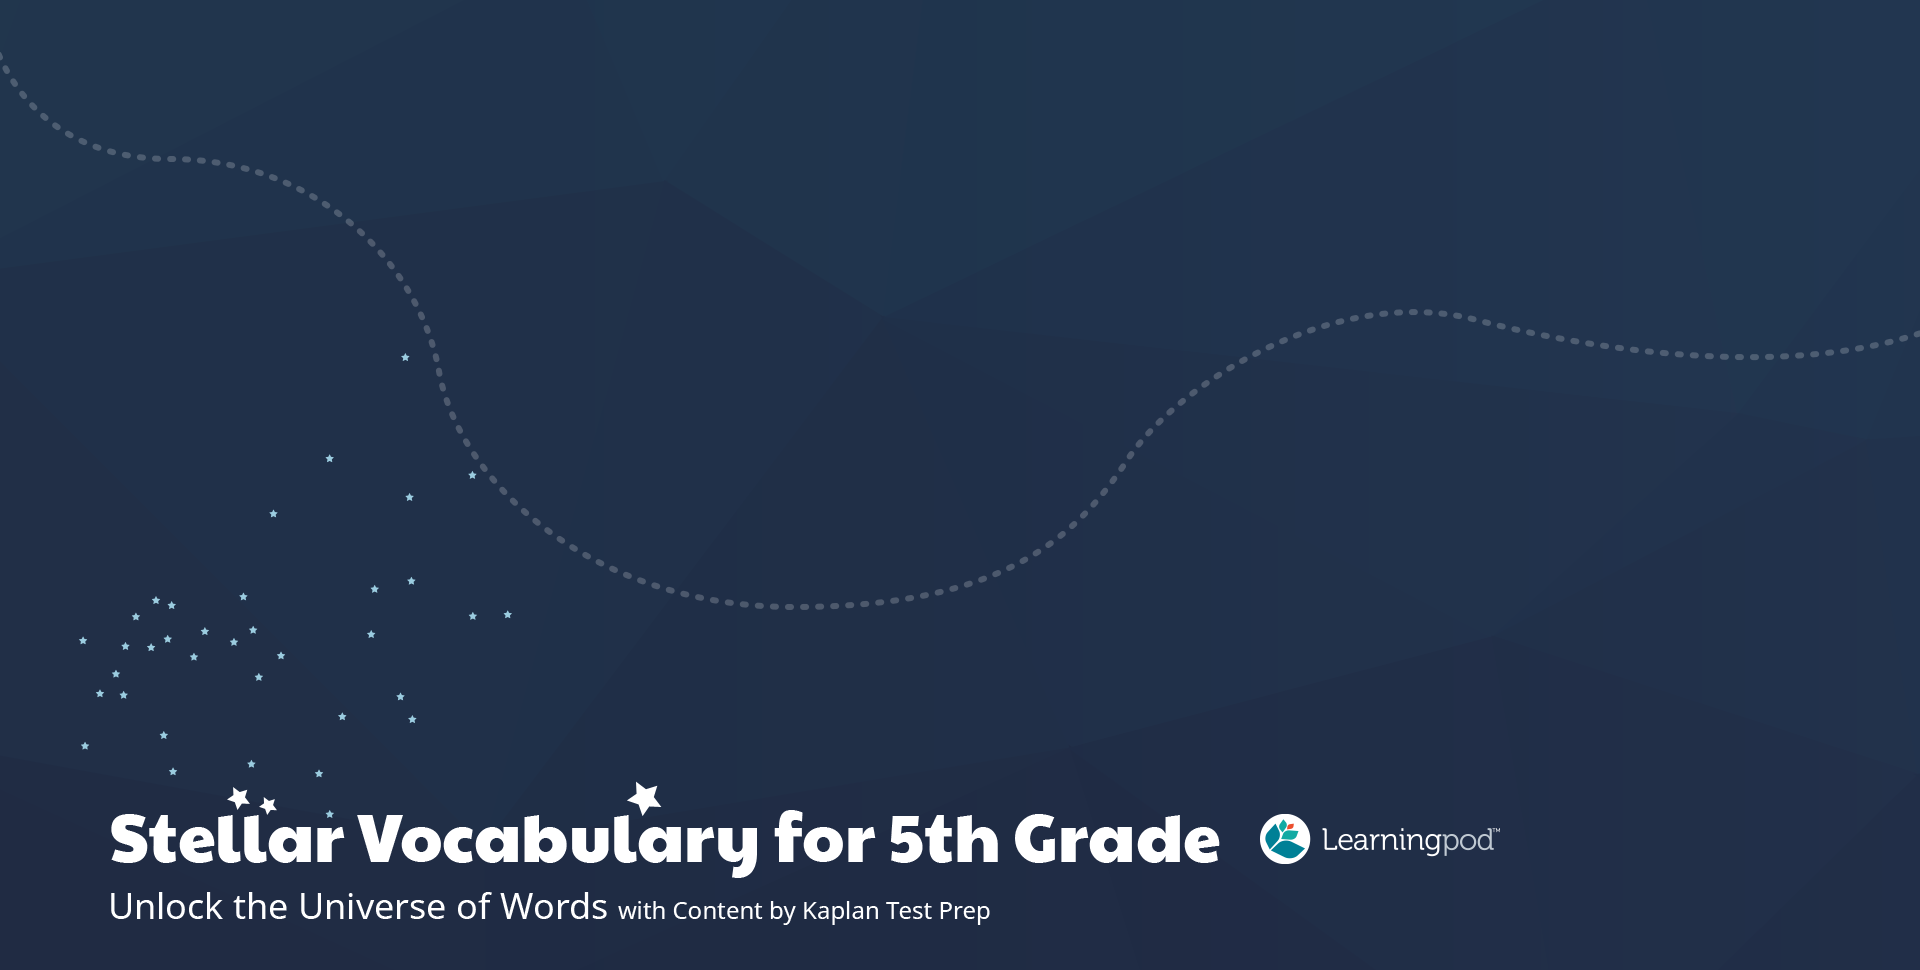 Stellar Vocabulary for 5th Grade
Learningpod™
Unlock the Universe of Words with Content by Kaplan Test Prep